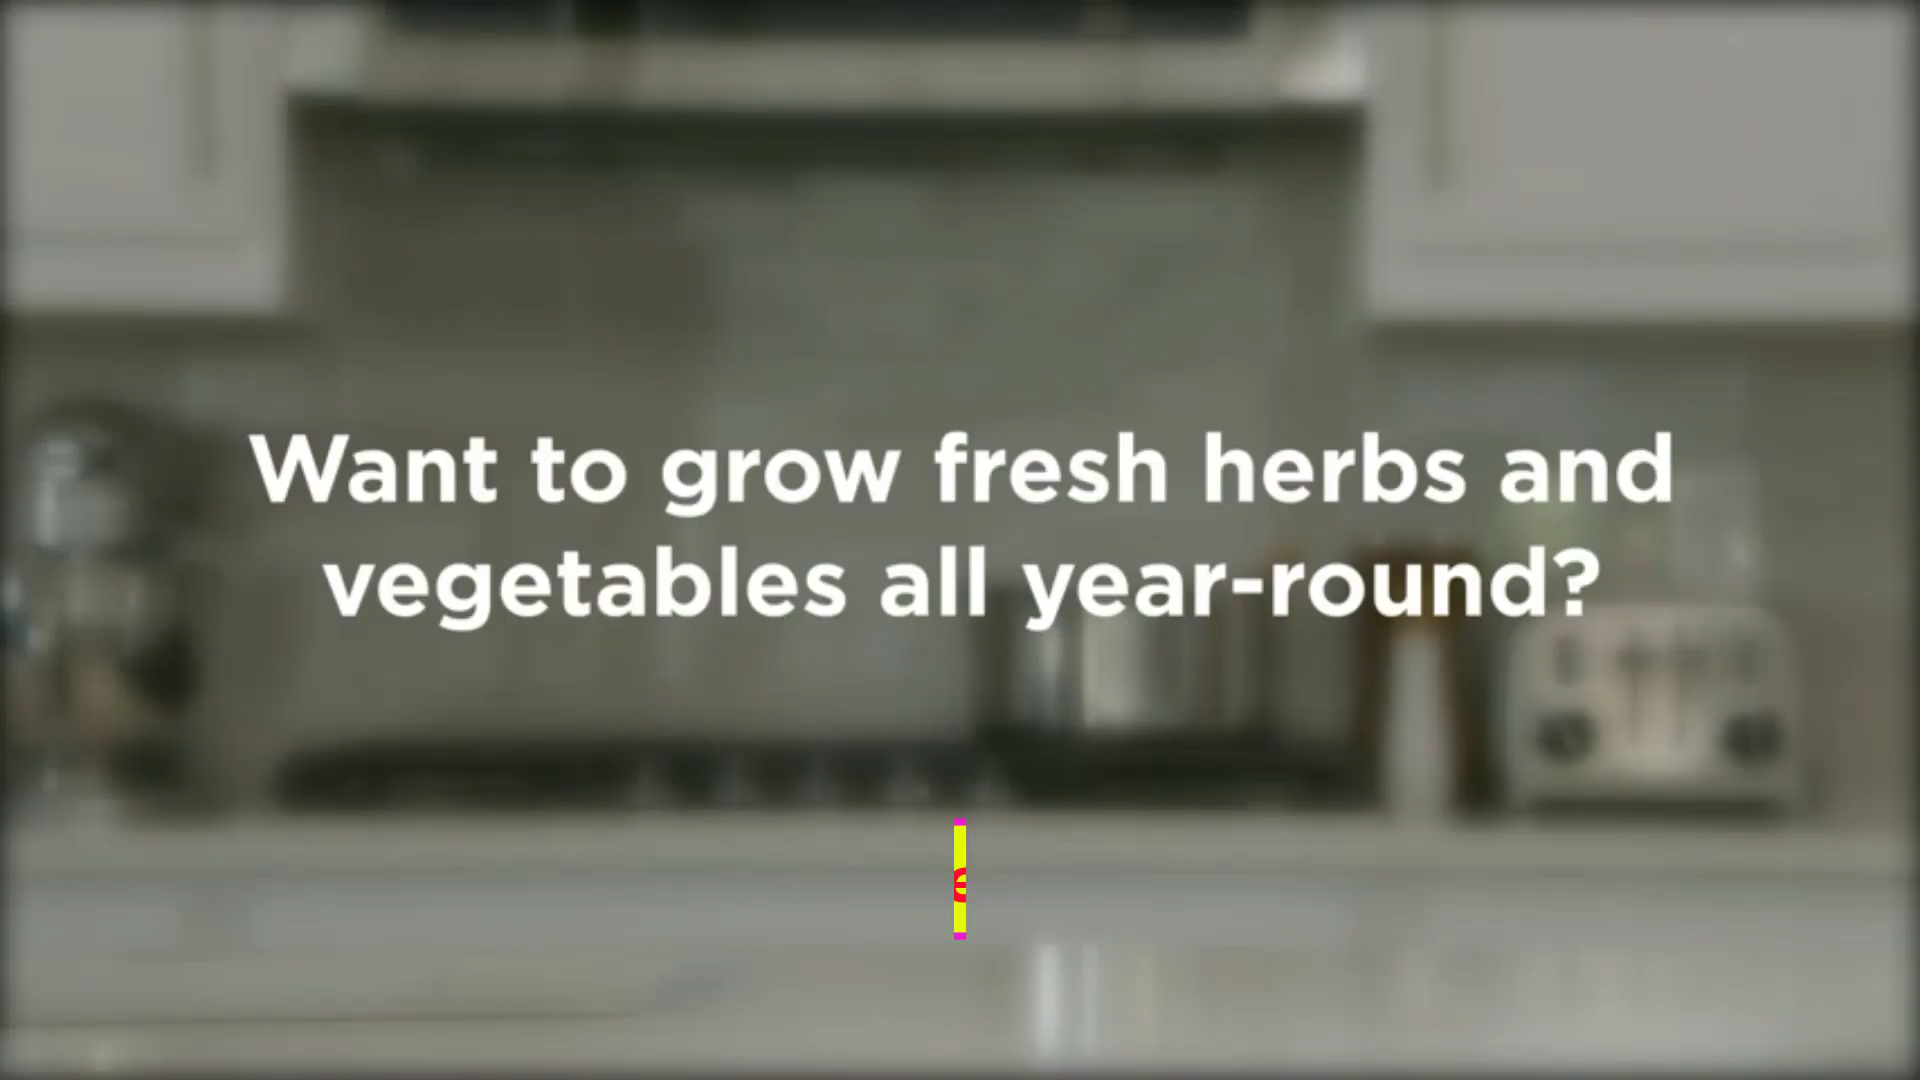 Want to grow fresh herbs and
vegetables all year-round?